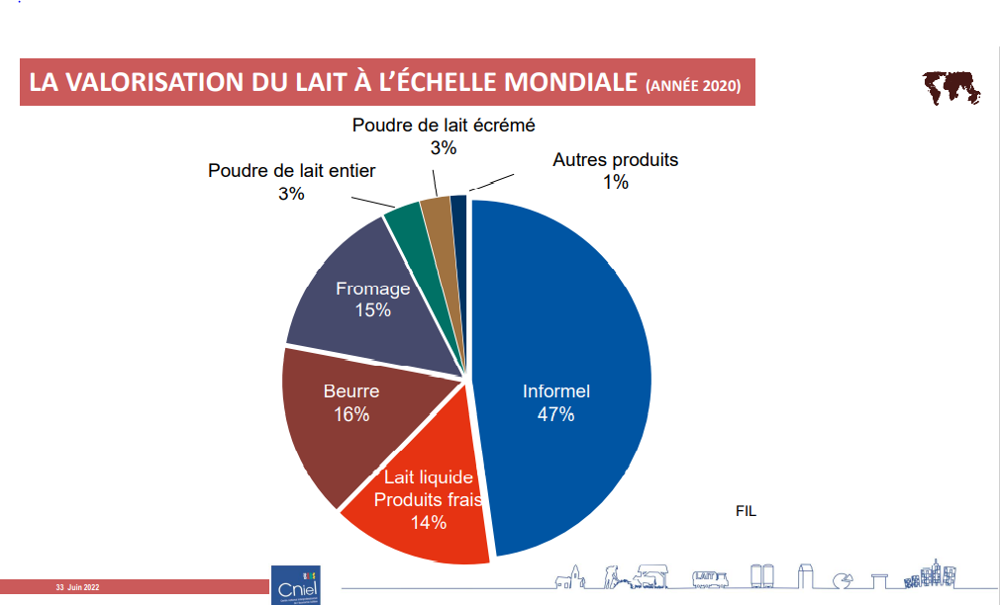 LA VALORISATION DU LAIT À L'ÉCHELLE MONDIALE (ANNÉE 2020)
Poudre de lait écrémé
3%
Autres produits
1%
Poudre de lait entier
3%
Fromage
15%
Beurre
16%
Informel
47%
Lait liquide
Produits frais
14%
FIL
33 Juin 2022
Cniel
LAIT